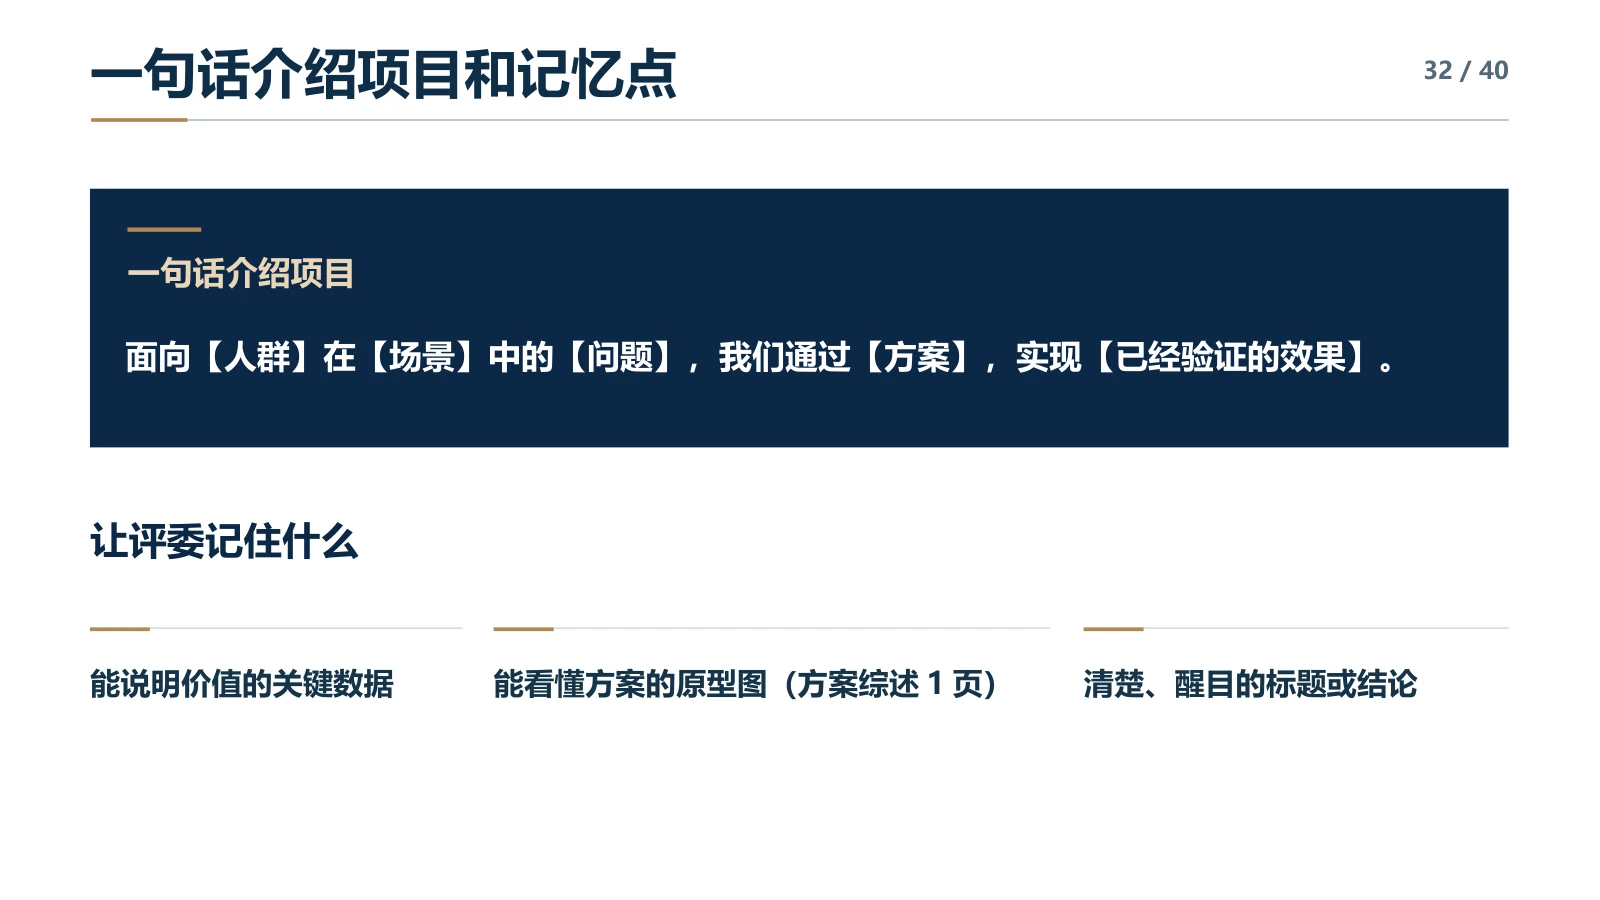 一句话介绍项目和记忆点
32 / 40
一句话介绍项目
面向【人群】在【场景】中的【问题】，我们通过【方案】，实现【已经验证的效果】。
让评委记住什么
能说明价值的关键数据
能看懂方案的原型图（方案综述 1 页）
清楚、醒目的标题或结论